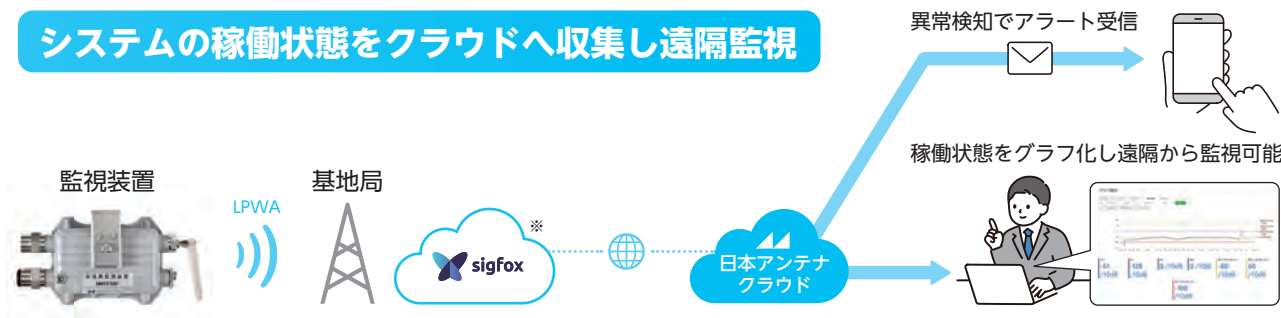 システムの稼働状態をクラウドへ収集し遠隔監視
異常検知でアラート受信
稼働状態をグラフ化し遠隔から監視可能
監視装置
LPWA
基地局
※
sigfox
日本アンテナ
クラウド